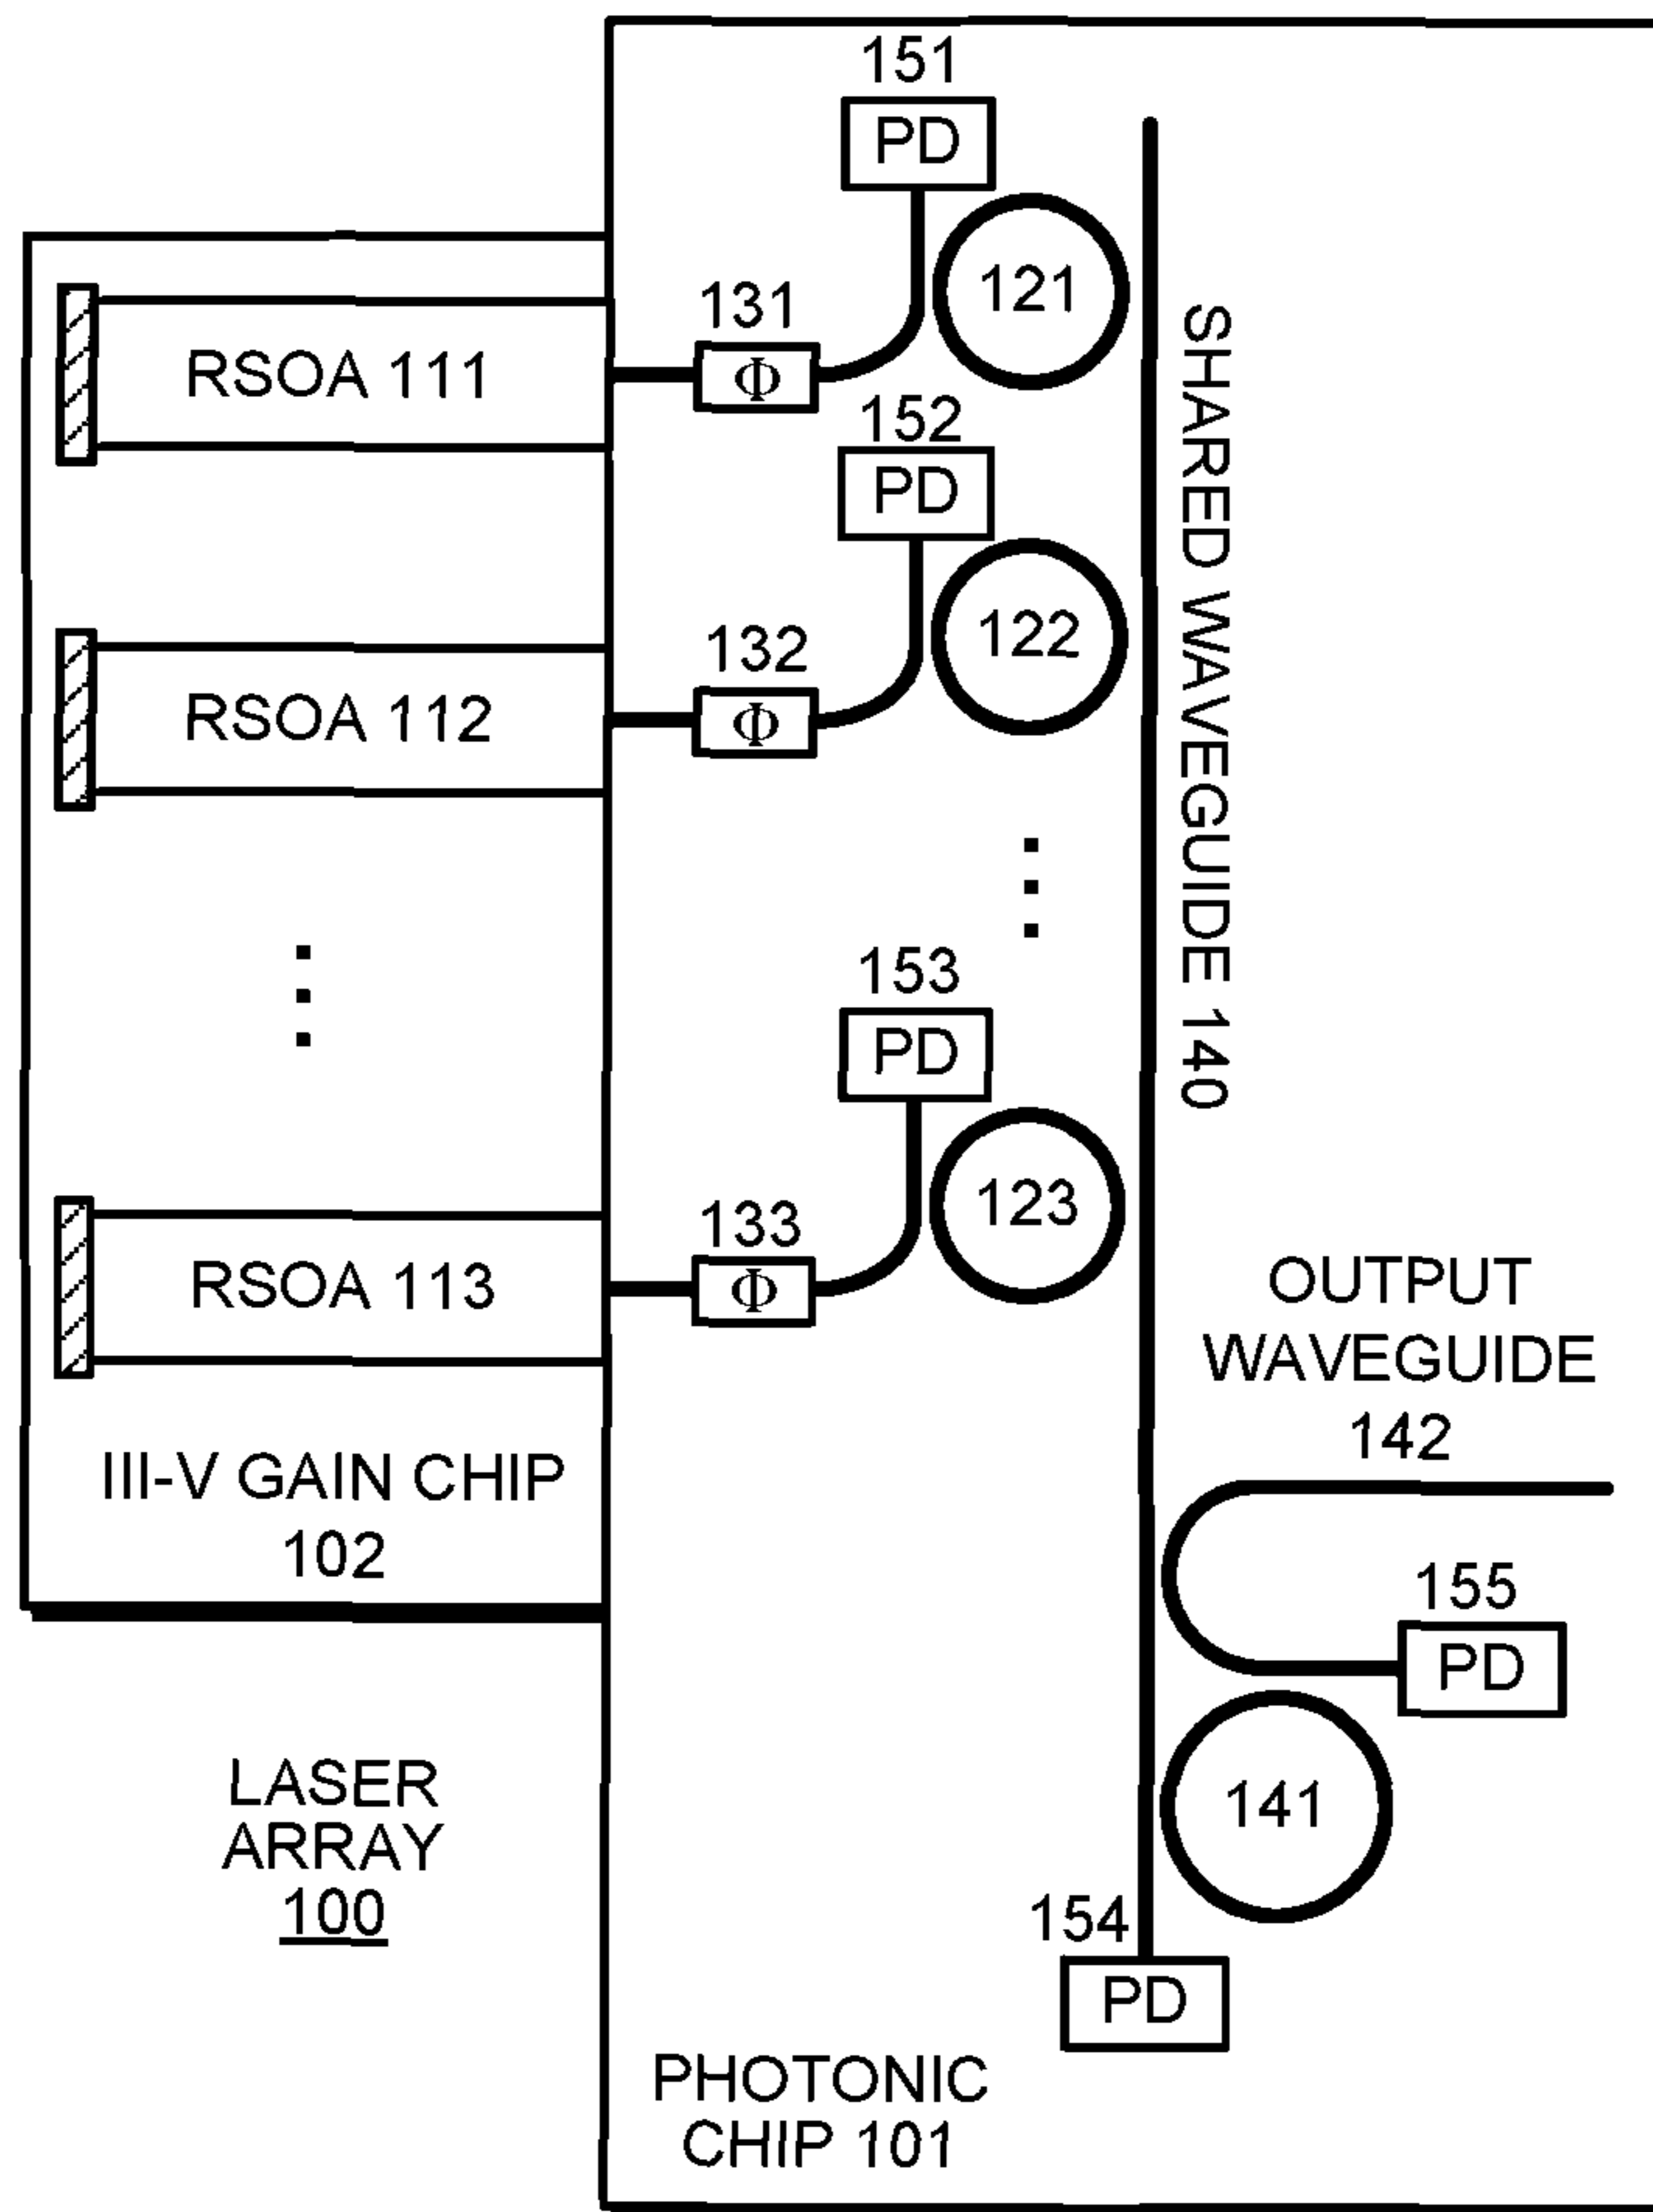 151
PD
121
131
RSOA 111
Φ
152
PD
122
132
RSOA 112
Φ
SHARED WAVEGUIDE 140
153
PD
123
133
RSOA 113
Φ
OUTPUT
WAVEGUIDE
142
III-V GAIN CHIP
102
155
PD
141
LASER
ARRAY
100
154
PD
PHOTONIC
CHIP 101